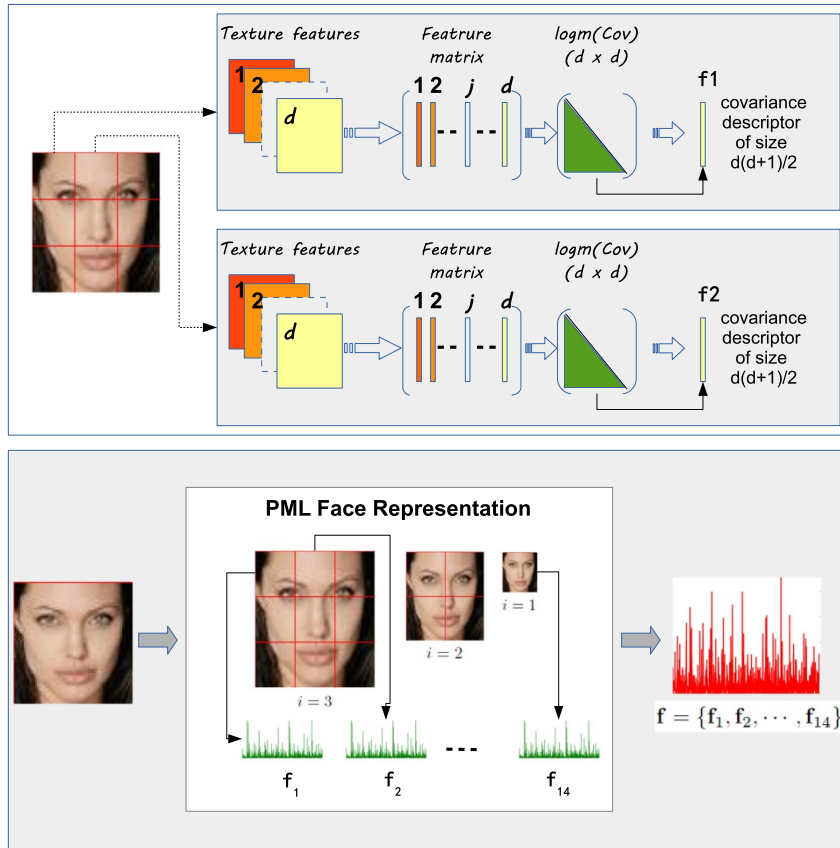 Texture features
Featrure
matrix
logm(Cov)
(d x d)
1
2
d
1 2 j d
f1
covariance
descriptor
of size
d(d+1)/2
Texture features
Featrure
matrix
logm(Cov)
(d x d)
1
2
d
1 2 j d
f2
covariance
descriptor
of size
d(d+1)/2
PML Face Representation
i = 3
i = 2
i = 1
f1
f2
f14
f = {f1, f2, ⋯ , f14}